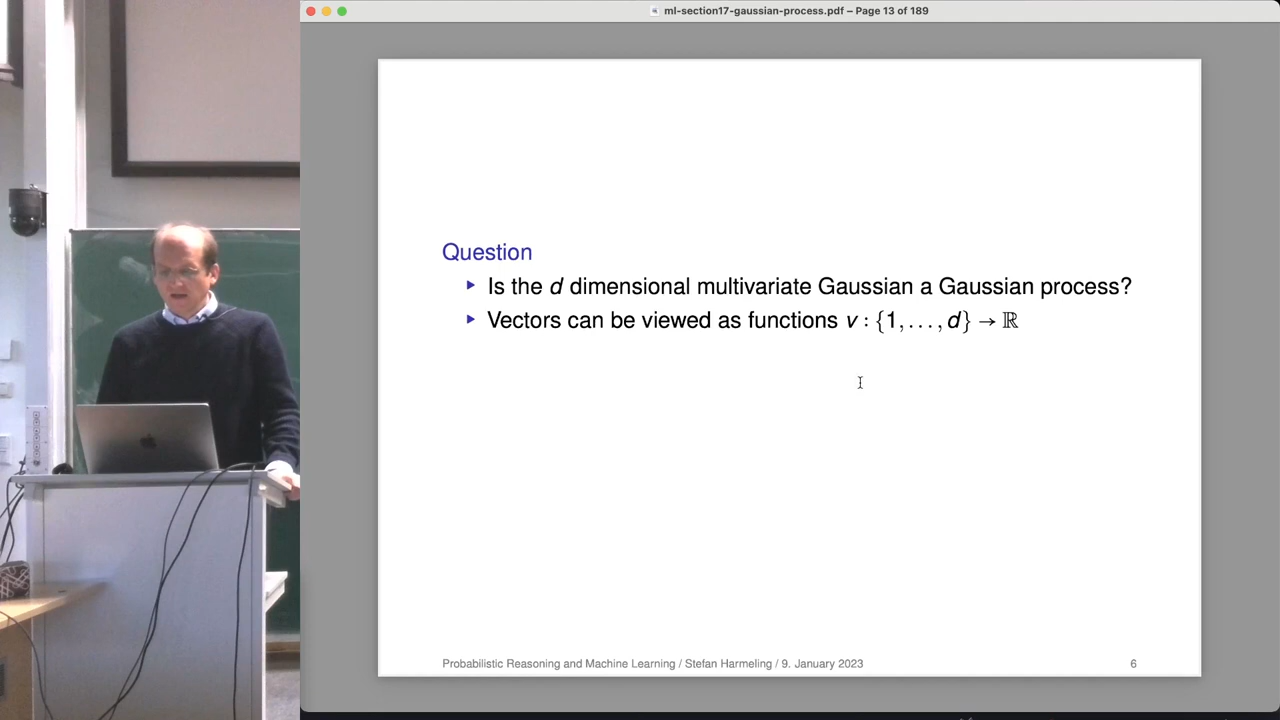 ml-section17-gaussian-process.pdf – Page 13 of 189
Question
Is the d dimensional multivariate Gaussian a Gaussian process?
Vectors can be viewed as functions v : {1, . . . , d} → ℝ
Probabilistic Reasoning and Machine Learning / Stefan Harmeling / 9. January 2023
6